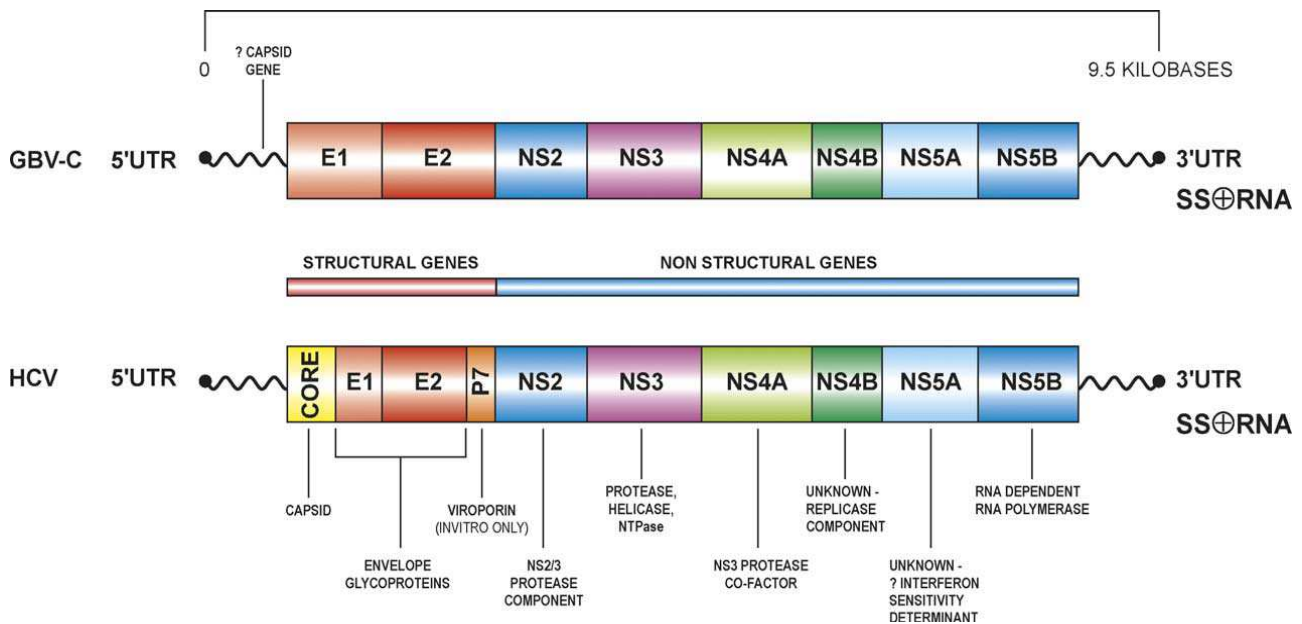 ? CAPSID
GENE
0
9.5 KILOBASES
GBV-C 5'UTR E1 E2 NS2 NS3 NS4A NS4B NS5A NS5B 3'UTR
SS⊕RNA
STRUCTURAL GENES NON STRUCTURAL GENES
HCV 5'UTR CORE E1 E2 P7 NS2 NS3 NS4A NS4B NS5A NS5B 3'UTR
SS⊕RNA
CAPSID
ENVELOPE
GLYCOPROTEINS
VIROPORIN
(INVITRO ONLY)
NS2/3
PROTEASE
COMPONENT
PROTEASE,
HELICASE,
NTPase
NS3 PROTEASE
CO-FACTOR
UNKNOWN -
REPLICASE
COMPONENT
UNKNOWN -
? INTERFERON
SENSITIVITY
DETERMINANT
RNA DEPENDENT
RNA POLYMERASE